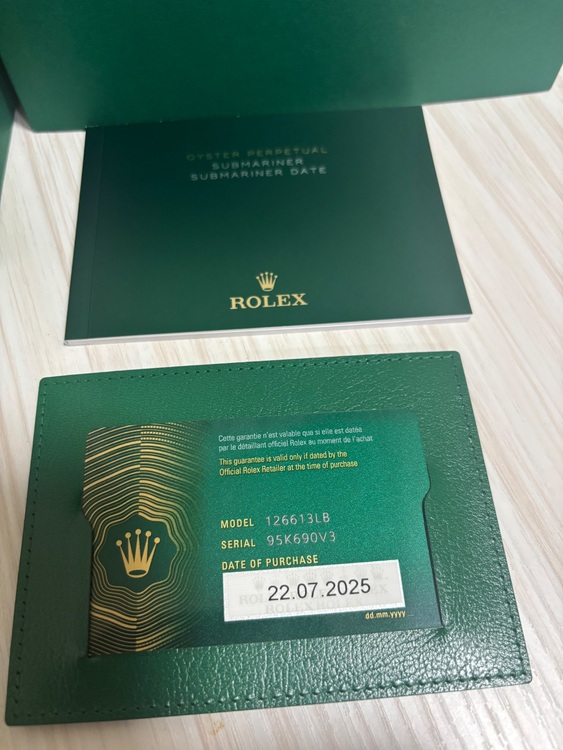 OYSTER PERPETUAL
SUBMARINER
SUBMARINER DATE
ROLEX
Cette garantie n'est valable que si elle est datée
par le détaillant officiel Rolex au moment de l'achat
This guarantee is valid only if dated by the
Official Rolex Retailer at the time of purchase
MODEL 126613LB
SERIAL 95K690V3
DATE OF PURCHASE
22.07.2025
ROLEX ROLEX
dd.mm.yyyy